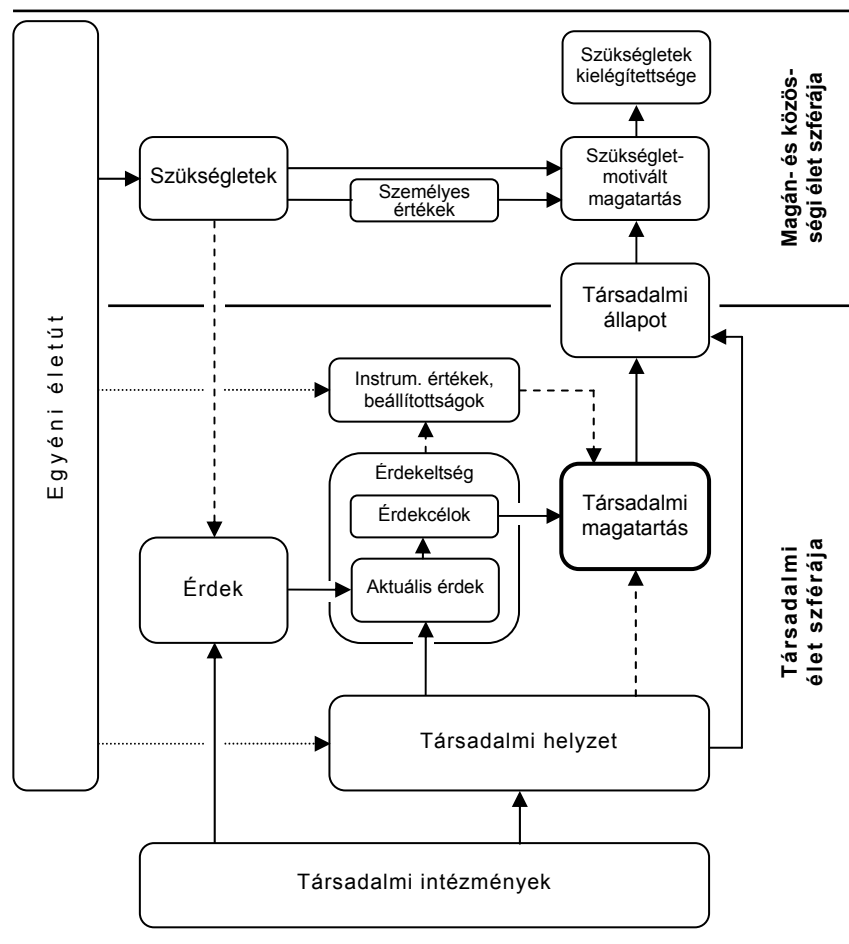 Szükségletek
kielégítettsége
Magán- és közös-
ségi élet szférája
Szükségletek
Szükséglet-
motivált
magatartás
Személyes
értékek
Egyéni életút
Társadalmi
állapot
Instrum. értékek,
beállítottságok
Érdekeltség
Érdekcélok
Társadalmi
magatartás
Érdek
Aktuális érdek
Társadalmi
élet szférája
Társadalmi helyzet
Társadalmi intézmények